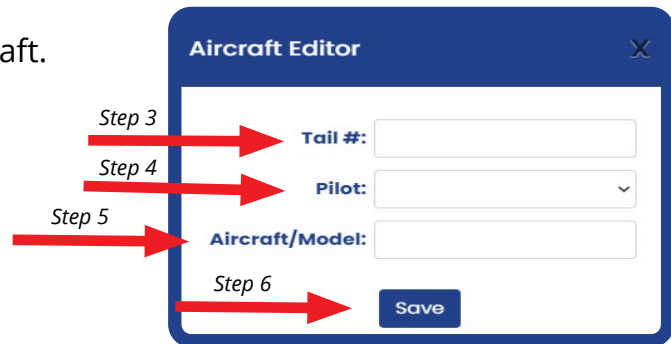 aft.
Aircraft Editor X
Step 3
Tail #:
Step 4
Pilot:
Step 5
Aircraft/Model:
Step 6
Save